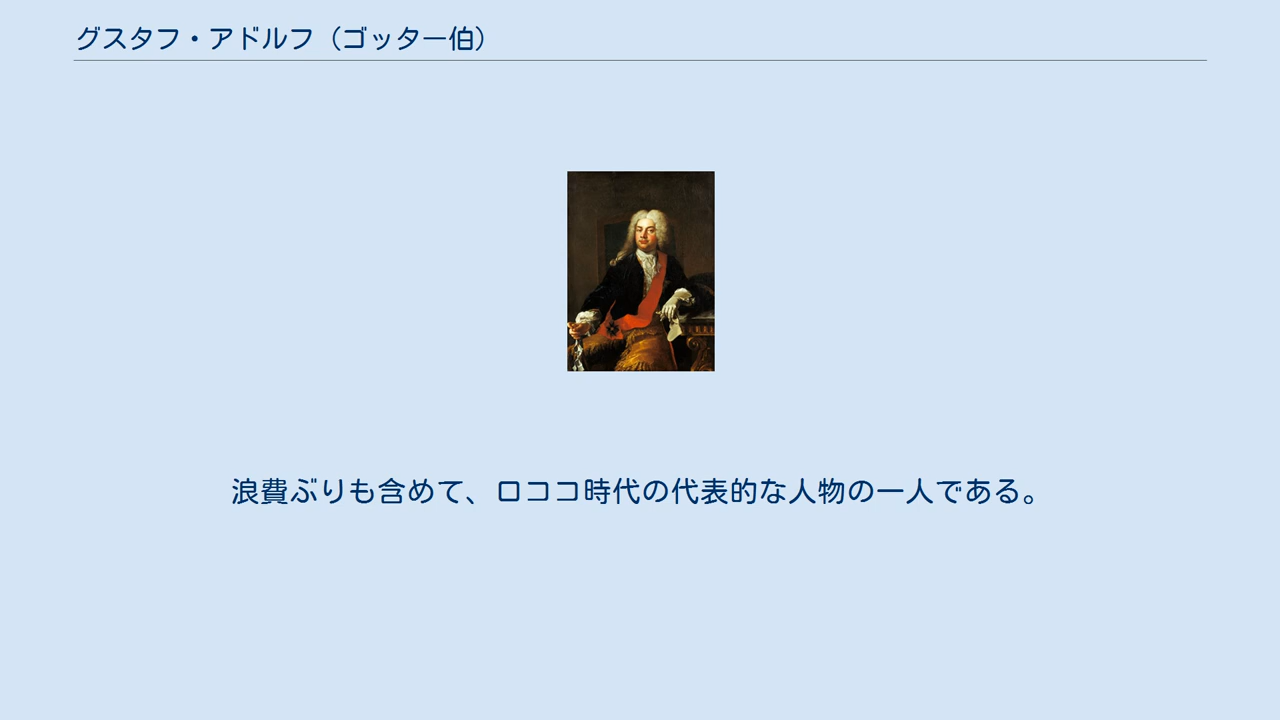 グスタフ・アドルフ（ゴッター伯）
浪費ぶりも含めて、ロココ時代の代表的な人物の一人である。